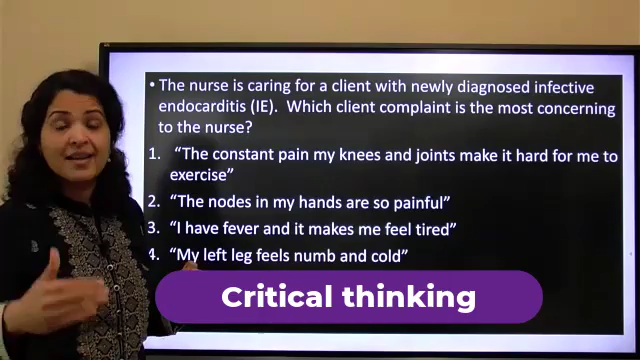 • The nurse is caring for a client with newly diagnosed infective
endocarditis (IE).  Which client complaint is the most concerning
to the nurse?
1. "The constant pain my knees and joints make it hard for me to
exercise"
2. "The nodes in my hands are so painful"
3. "I have fever and it makes me feel tired"
4. "My left leg feels numb and cold"
Critical thinking